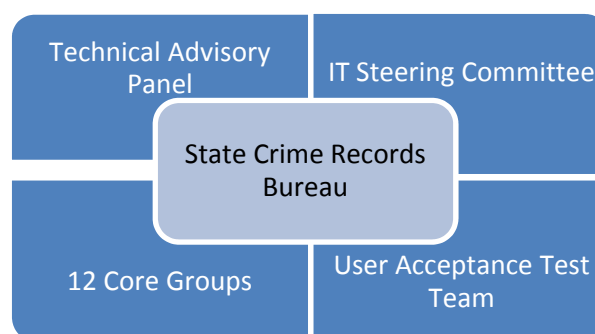 Technical Advisory
Panel
IT Steering Committee
State Crime Records
Bureau
12 Core Groups
User Acceptance Test
Team